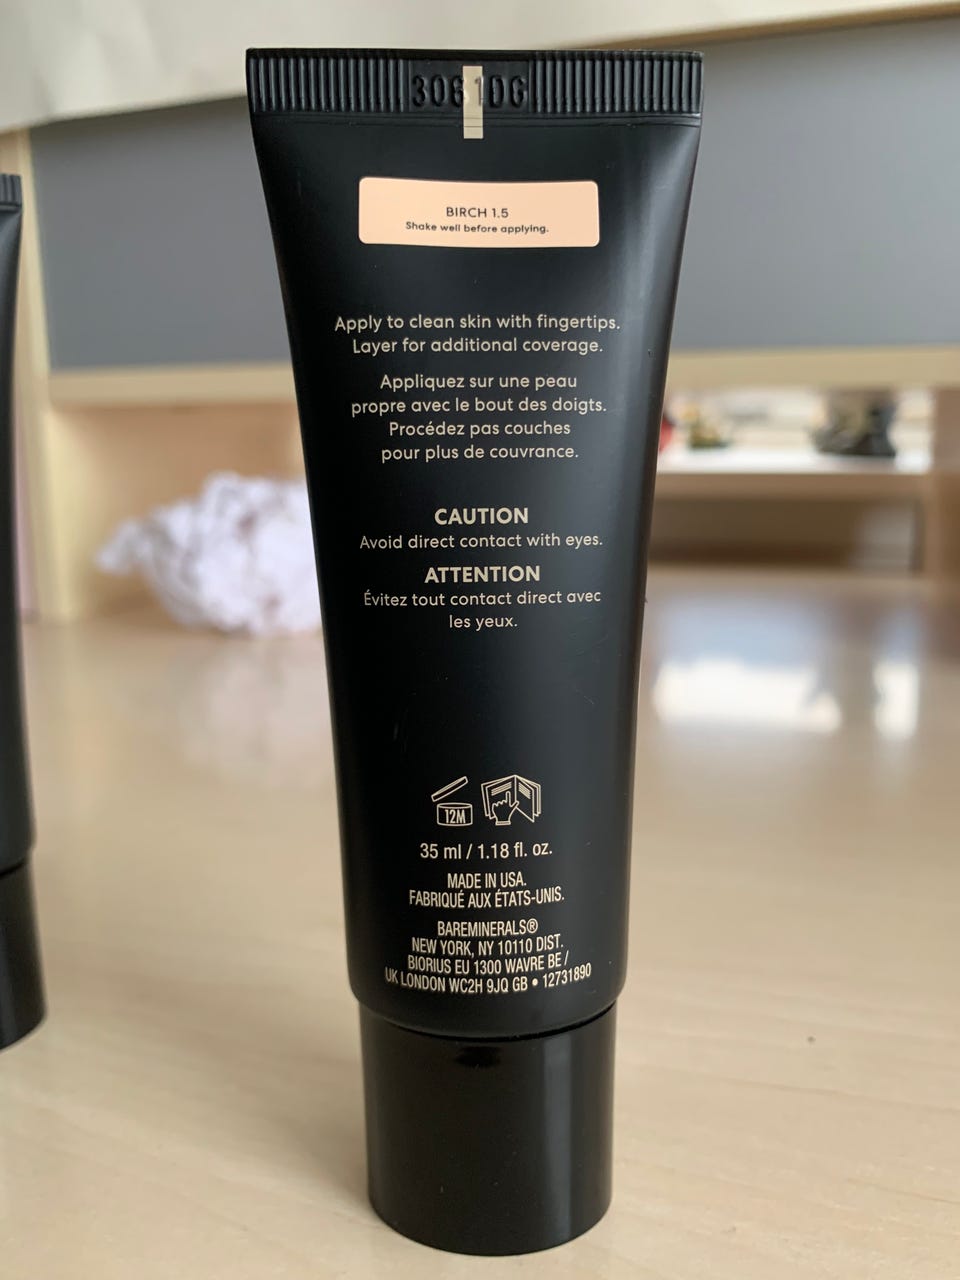 306106
BIRCH 1.5
Shake well before applying.
Apply to clean skin with fingertips.
Layer for additional coverage.
Appliquez sur une peau
propre avec le bout des doigts.
Procédez pas couches
pour plus de couvrance.
CAUTION
Avoid direct contact with eyes.
ATTENTION
Évitez tout contact direct avec
les yeux.
12M
35 ml / 1.18 fl. oz.
MADE IN USA.
FABRIQUÉ AUX ÉTATS-UNIS.
BAREMINERALS®
NEW YORK, NY 10110 DIST.
BIORIUS EU 1300 WAVRE BE /
UK LONDON WC2H 9JQ GB • 12731890